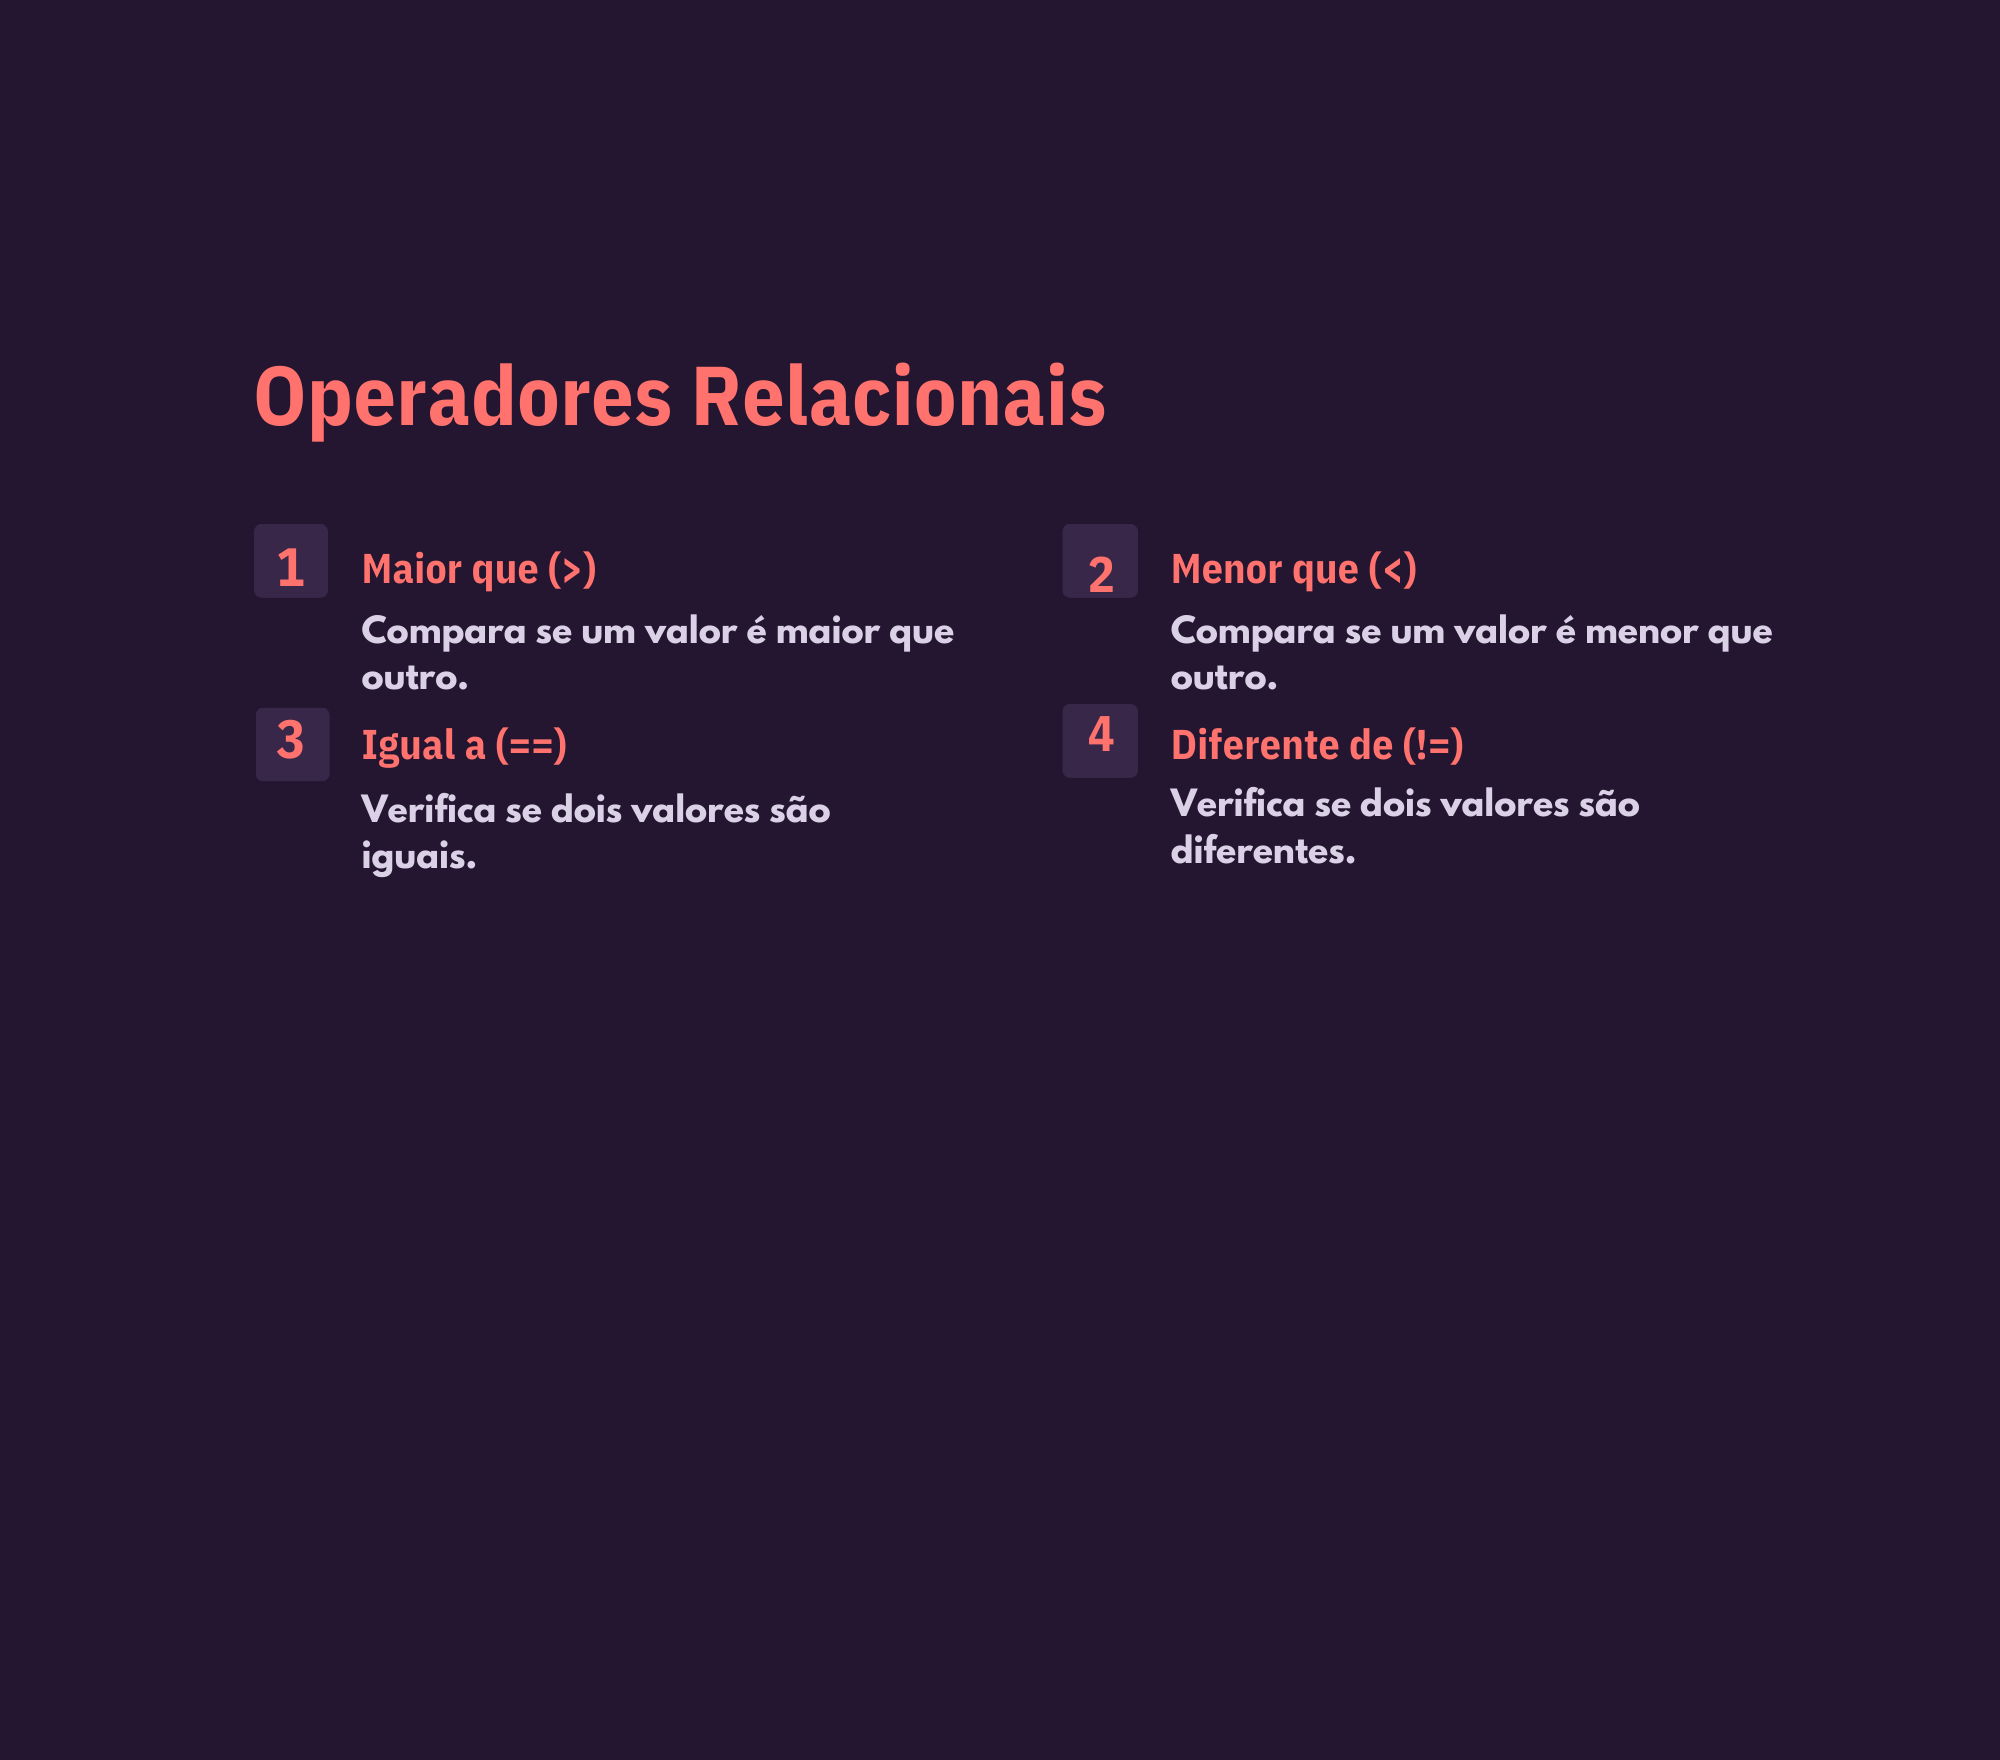 Operadores Relacionais
1
Maior que (>)
Compara se um valor é maior que
outro.
2
Menor que (<)
Compara se um valor é menor que
outro.
3
Igual a (==)
Verifica se dois valores são
iguais.
4
Diferente de (!=)
Verifica se dois valores são
diferentes.